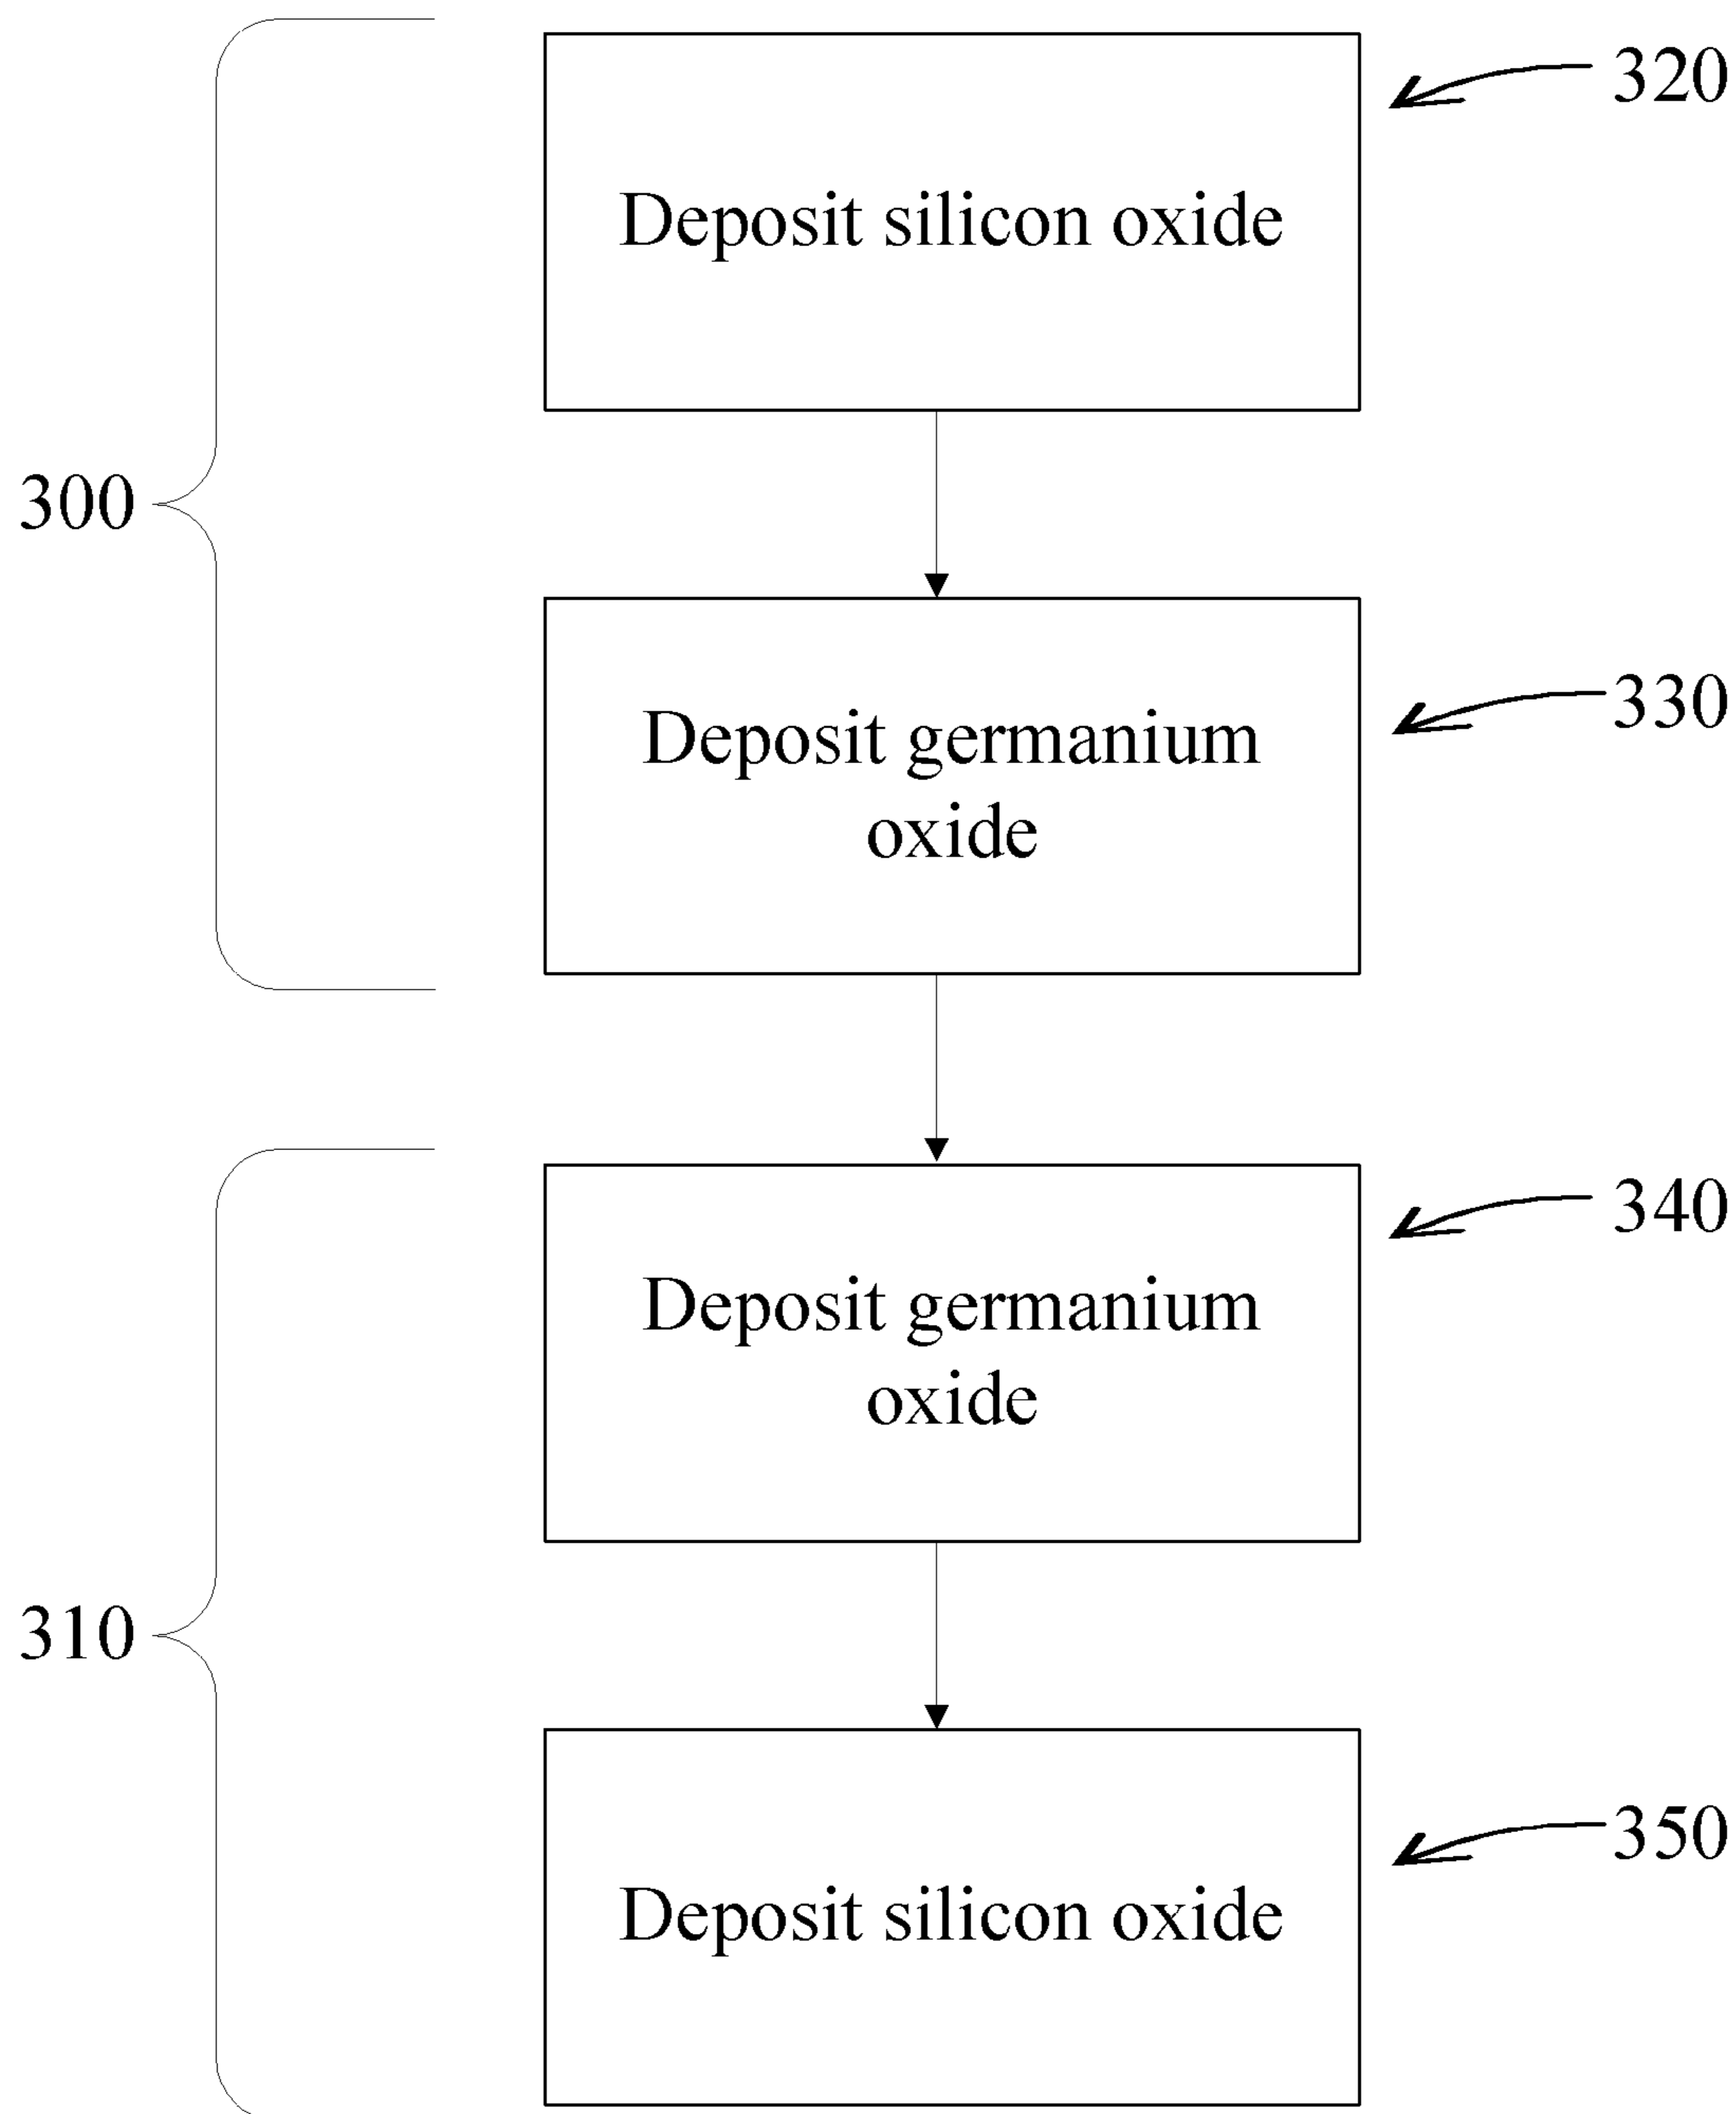 320
Deposit silicon oxide
300
330
Deposit germanium
oxide
340
Deposit germanium
oxide
310
350
Deposit silicon oxide